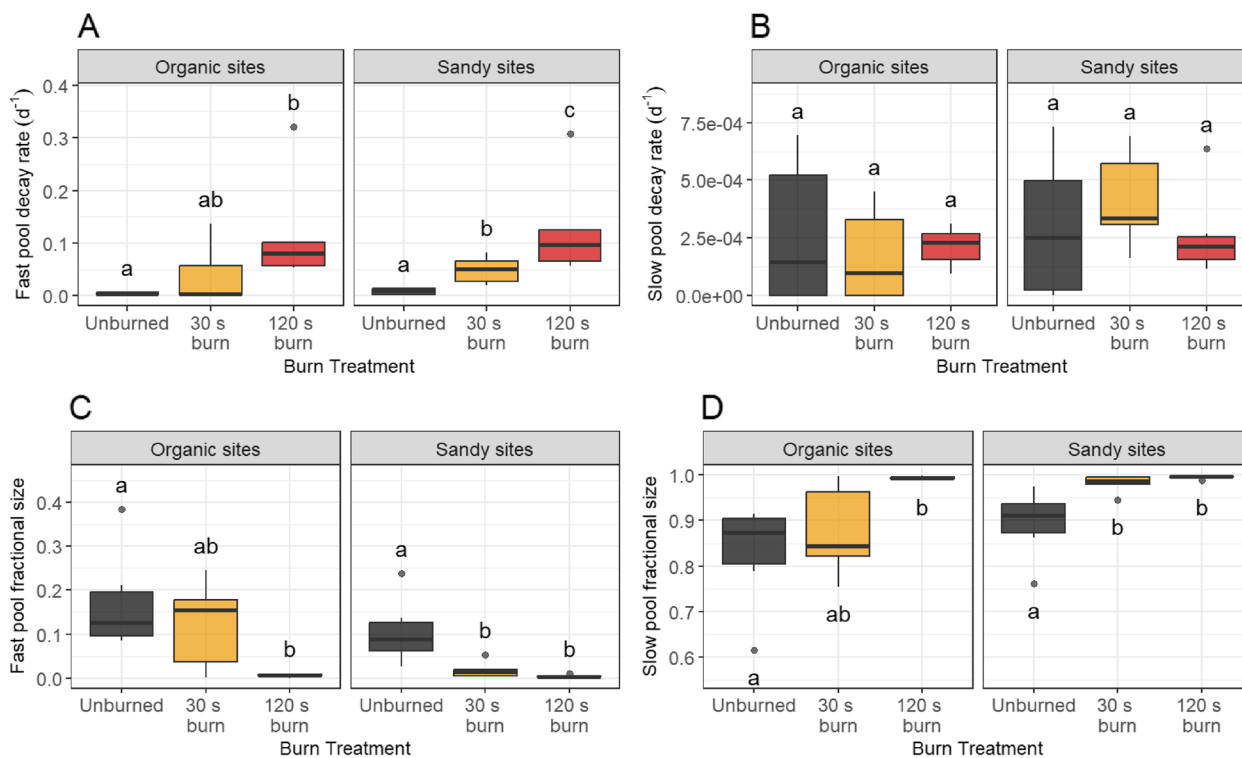 A
Organic sites
Sandy sites
Fast pool decay rate (d⁻¹)
0.4
0.3
0.2
0.1
0.0
a
ab
b
a
b
c
Unburned
30 s
burn
120 s
burn
Unburned
30 s
burn
120 s
burn
Burn Treatment
B
Organic sites
Sandy sites
Slow pool decay rate (d⁻¹)
7.5e-04
5.0e-04
2.5e-04
0.0e+00
a
a
a
a
a
a
Unburned
30 s
burn
120 s
burn
Unburned
30 s
burn
120 s
burn
Burn Treatment
C
Organic sites
Sandy sites
Fast pool fractional size
0.4
0.3
0.2
0.1
0.0
a
ab
b
a
b
b
Unburned
30 s
burn
120 s
burn
Unburned
30 s
burn
120 s
burn
Burn Treatment
D
Organic sites
Sandy sites
Slow pool fractional size
1.0
0.9
0.8
0.7
0.6
a
ab
b
a
b
b
Unburned
30 s
burn
120 s
burn
Unburned
30 s
burn
120 s
burn
Burn Treatment